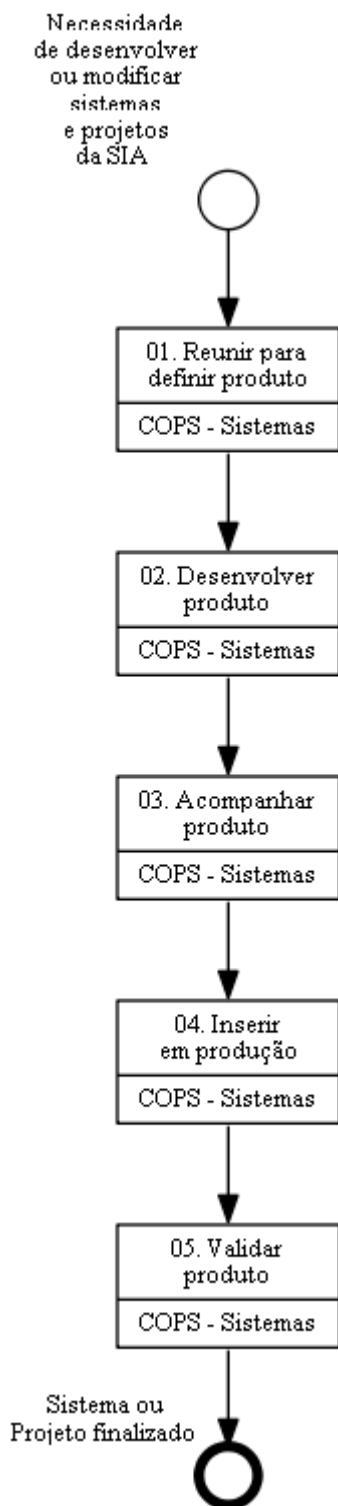 Necessidade
de desenvolver
ou modificar
sistemas
e projetos
da SIA
01. Reunir para
definir produto
COPS - Sistemas
02. Desenvolver
produto
COPS - Sistemas
03. Acompanhar
produto
COPS - Sistemas
04. Inserir
em produção
COPS - Sistemas
05. Validar
produto
COPS - Sistemas
Sistema ou
Projeto finalizado